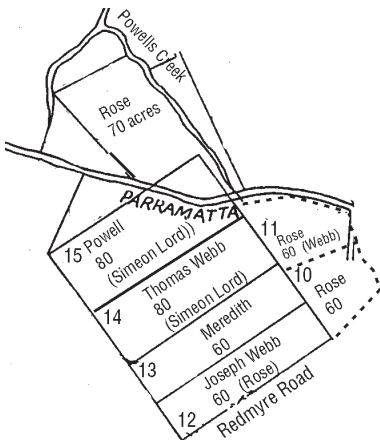 Powells Creek
Rose
70 acres
PARRAMATTA
15 Powell
80
(Simeon Lord))
11
Rose
60 (Webb)
10
Rose
60
14
Thomas Webb
80
(Simeon Lord)
13
Meredith
60
12
Joseph Webb
60 (Rose)
Redmyre Road